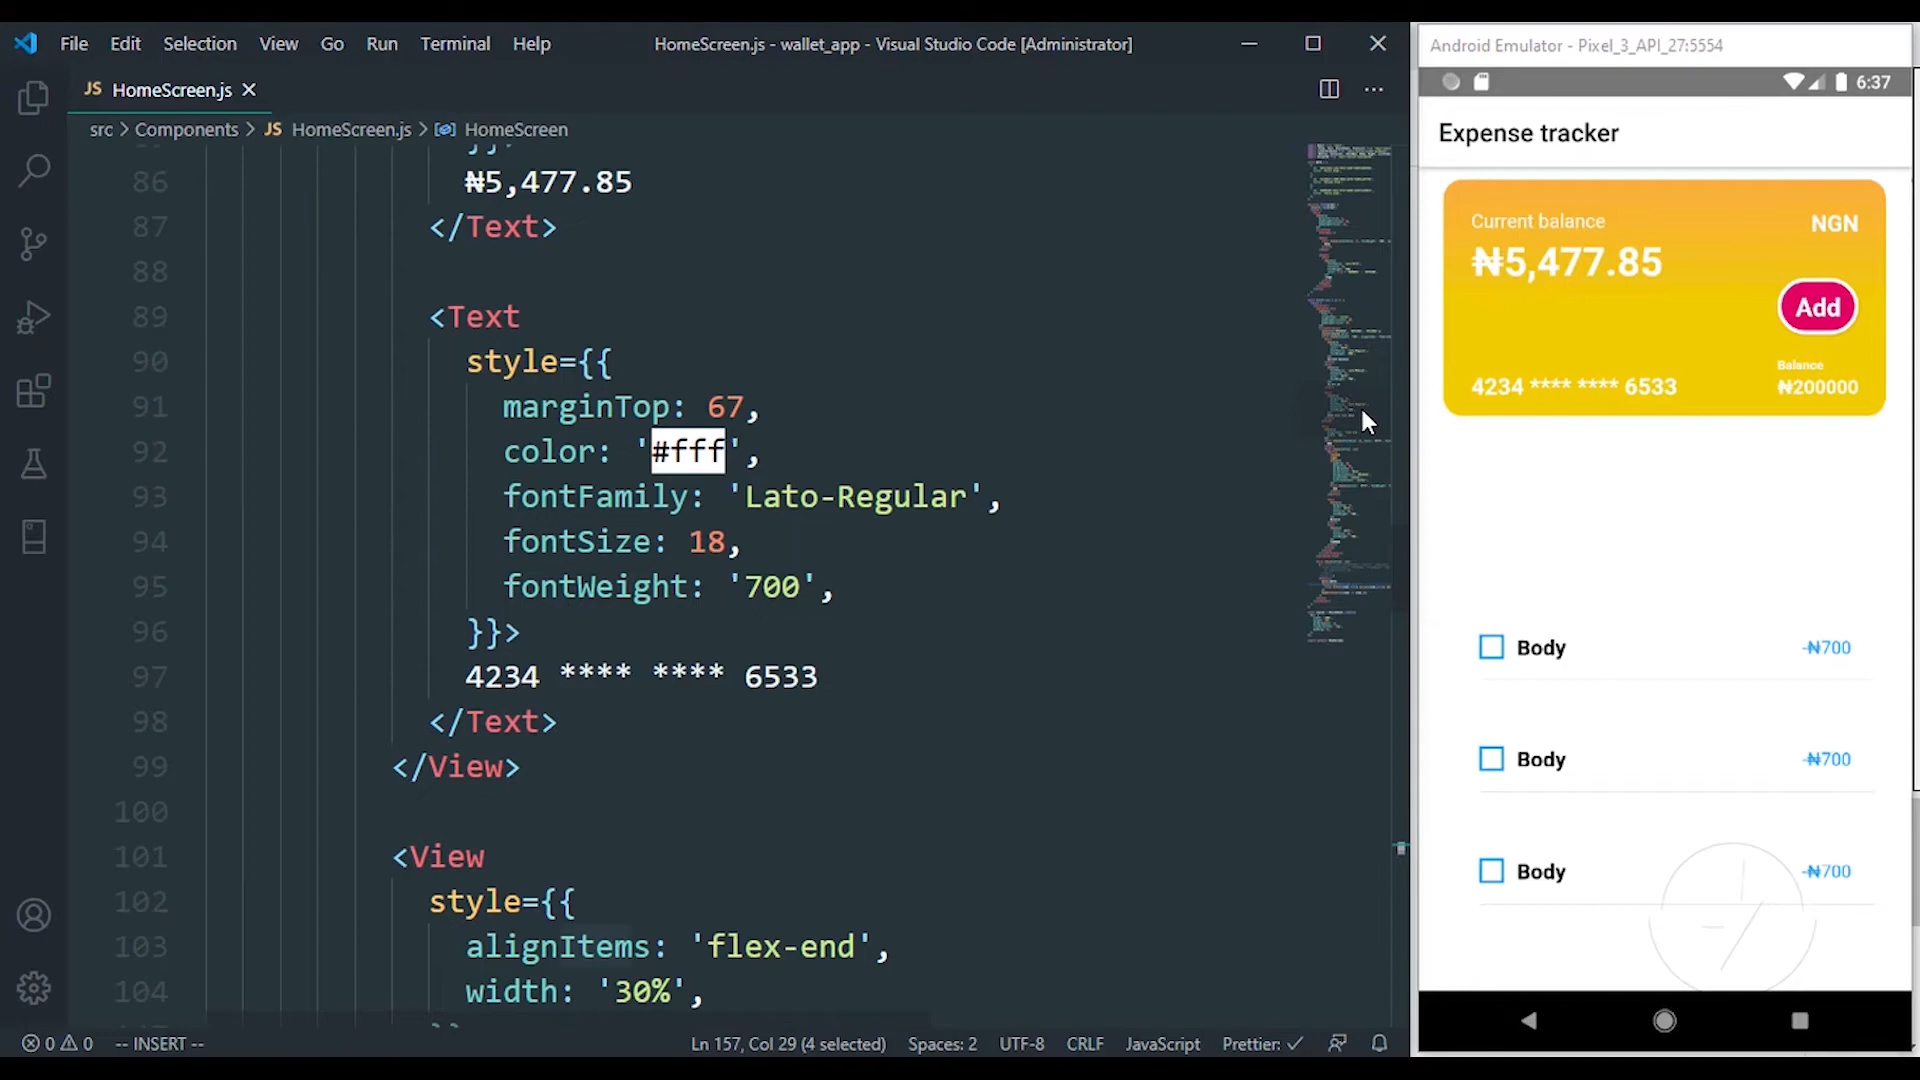 File Edit Selection View Go Run Terminal Help
HomeScreen.js - wallet_app - Visual Studio Code [Administrator]
JS HomeScreen.js
src > Components > JS HomeScreen.js > HomeScreen
86 ₦5,477.85
87 </Text>
88
89 <Text
90 style={{
91 marginTop: 67,
92 color: '#fff',
93 fontFamily: 'Lato-Regular',
94 fontSize: 18,
95 fontWeight: '700',
96 }}>
97 4234 **** **** 6533
98 </Text>
99 </View>
100
101 <View
102 style={{
103 alignItems: 'flex-end',
104 width: '30%',
0 0 -- INSERT --
Ln 157, Col 29 (4 selected) Spaces: 2 UTF-8 CRLF JavaScript Prettier: ✓
Android Emulator - Pixel_3_API_27:5554
6:37
Expense tracker
Current balance NGN
₦5,477.85
Add
Balance
4234 **** **** 6533 ₦200000
Body -₦700
Body -₦700
Body -₦700